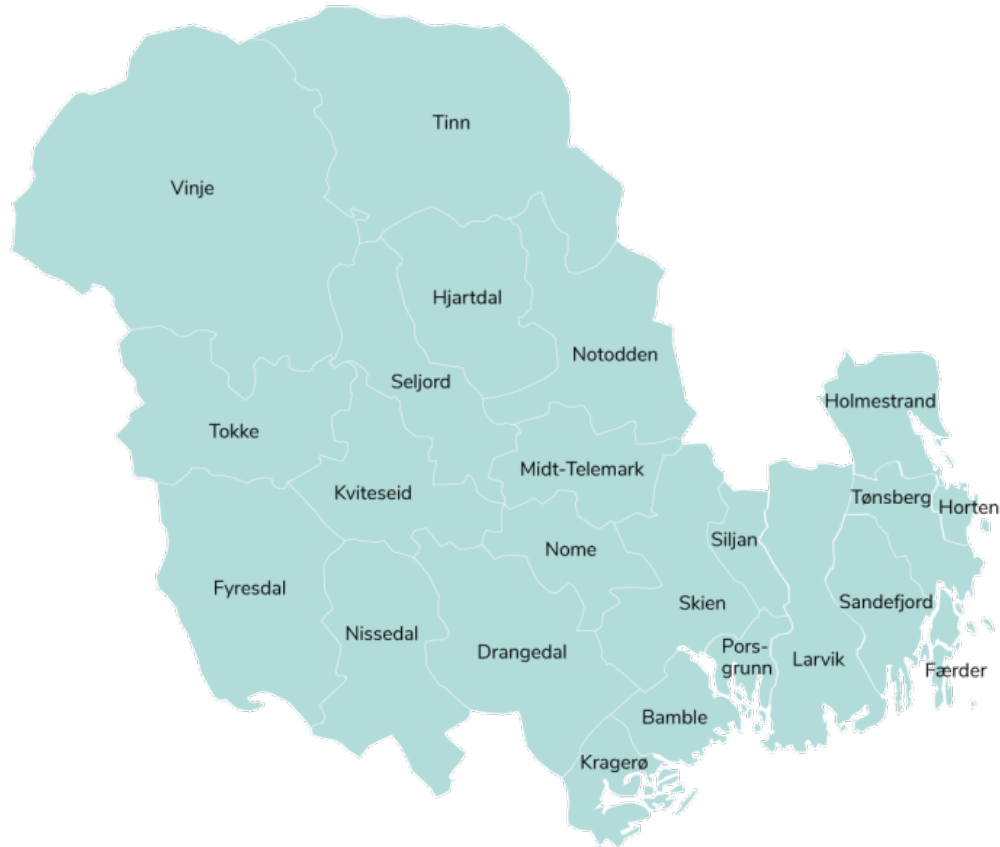 Tinn
Vinje
Hjartdal
Notodden
Seljord
Holmestrand
Tokke
Midt-Telemark
Kviteseid
Tønsberg
Horten
Siljan
Nome
Fyresdal
Skien
Sandefjord
Nissedal
Drangedal
Pors-
grunn
Larvik
Færder
Bamble
Kragerø